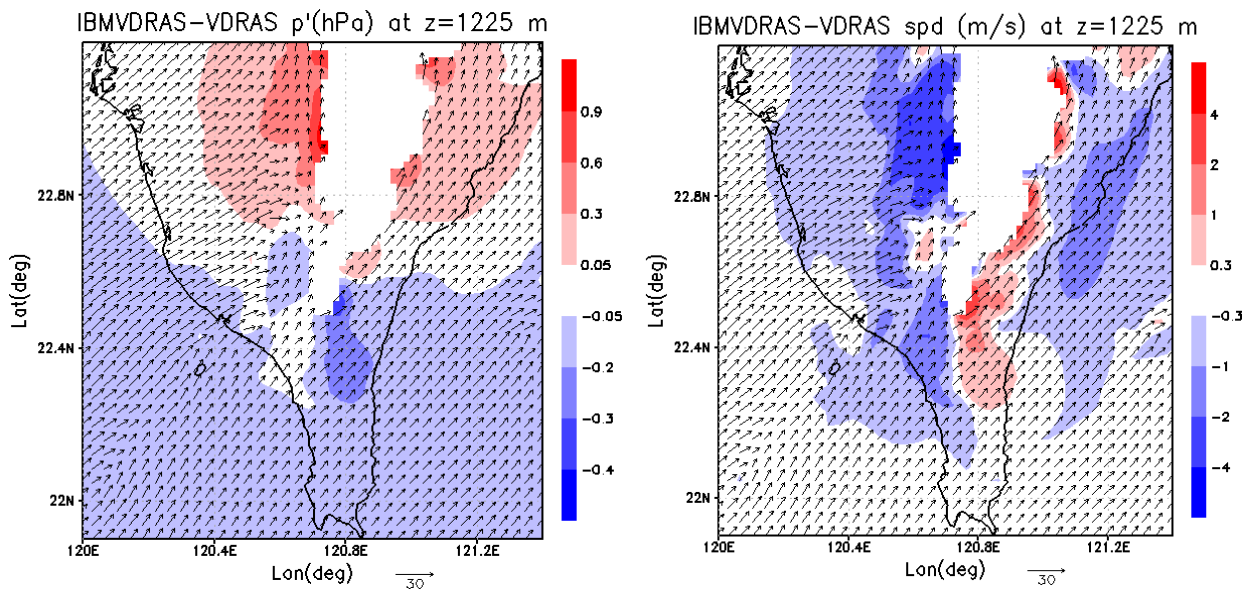 IBMVDRAS−VDRAS p'(hPa) at z=1225 m
0.9
0.6
0.3
0.05
−0.05
−0.2
−0.3
−0.4
22.8N
22.4N
22N
Lat(deg)
120E
120.4E
120.8E
121.2E
Lon(deg)
30
IBMVDRAS−VDRAS spd (m/s) at z=1225 m
4
2
1
0.3
−0.3
−1
−2
−4
22.8N
22.4N
22N
Lat(deg)
120E
120.4E
120.8E
121.2E
Lon(deg)
30